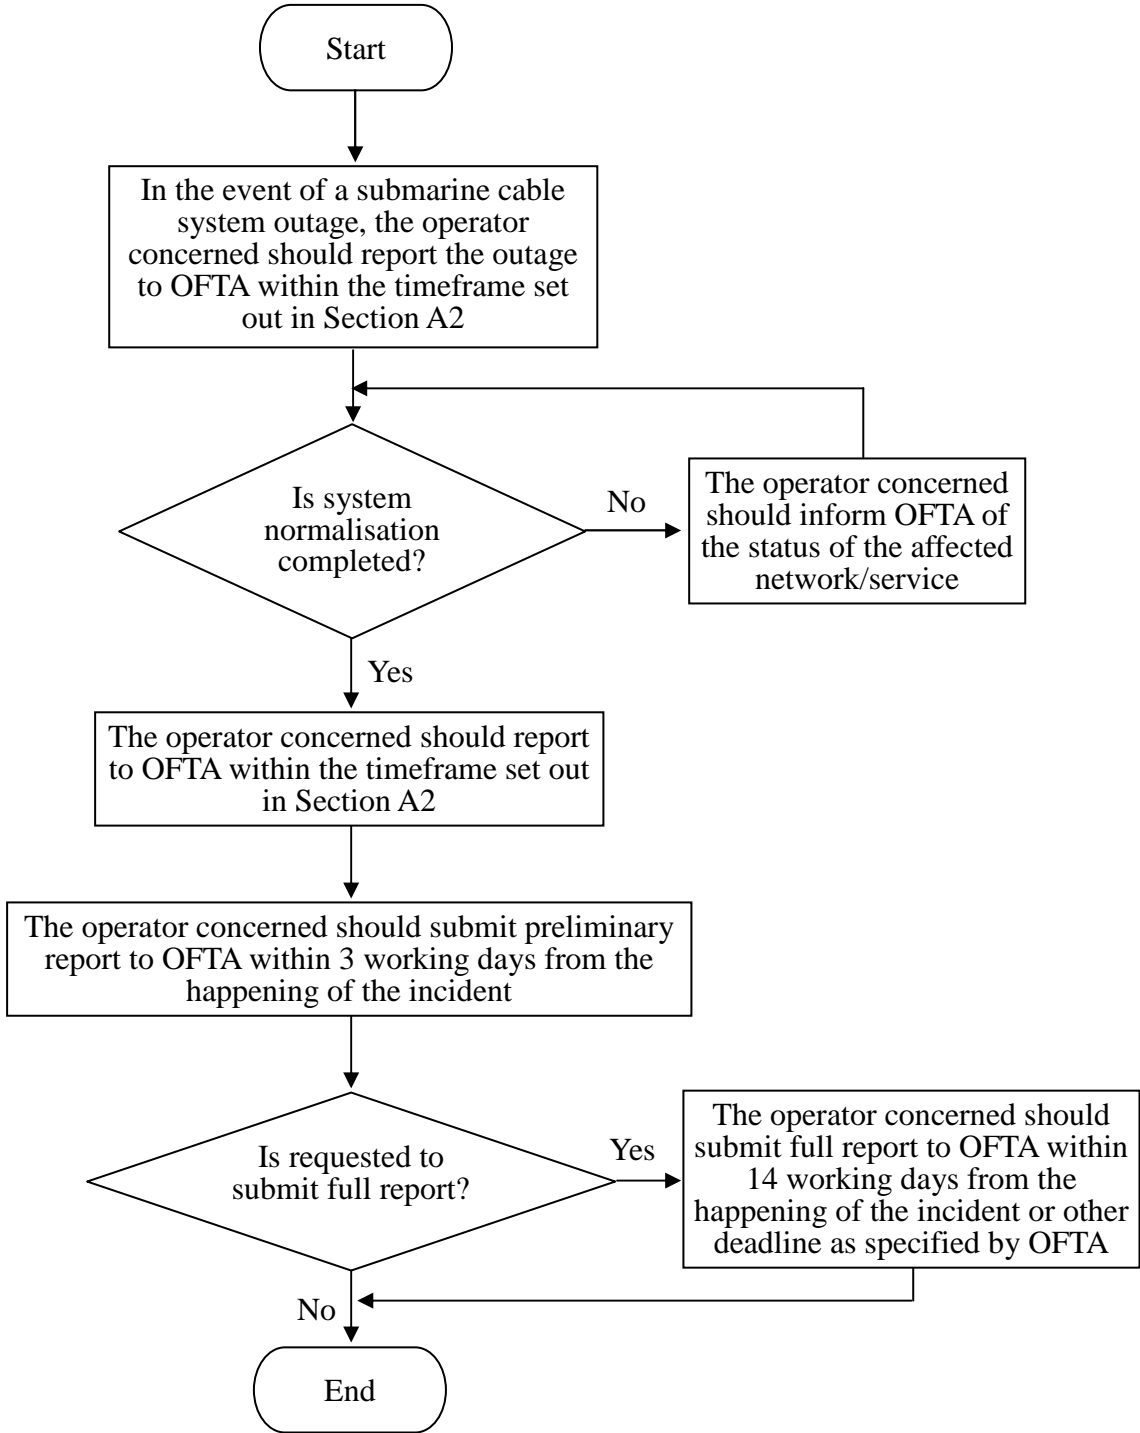 Start
In the event of a submarine cable
system outage, the operator
concerned should report the outage
to OFTA within the timeframe set
out in Section A2
Is system
normalisation
completed?
No
The operator concerned
should inform OFTA of
the status of the affected
network/service
Yes
The operator concerned should report
to OFTA within the timeframe set out
in Section A2
The operator concerned should submit preliminary
report to OFTA within 3 working days from the
happening of the incident
Is requested to
submit full report?
Yes
The operator concerned should
submit full report to OFTA within
14 working days from the
happening of the incident or other
deadline as specified by OFTA
No
End